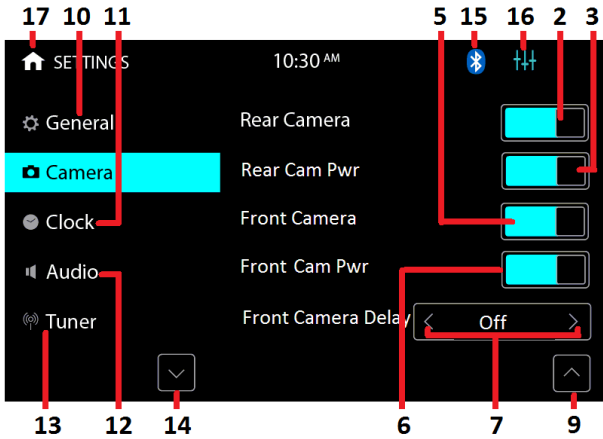 17 10 11 5 15 16 2 3
SETTINGS 10:30 AM
General Rear Camera
Camera Rear Cam Pwr
Clock Front Camera
Audio Front Cam Pwr
Tuner Front Camera Delay < Off >
13 12 14 6 7 9